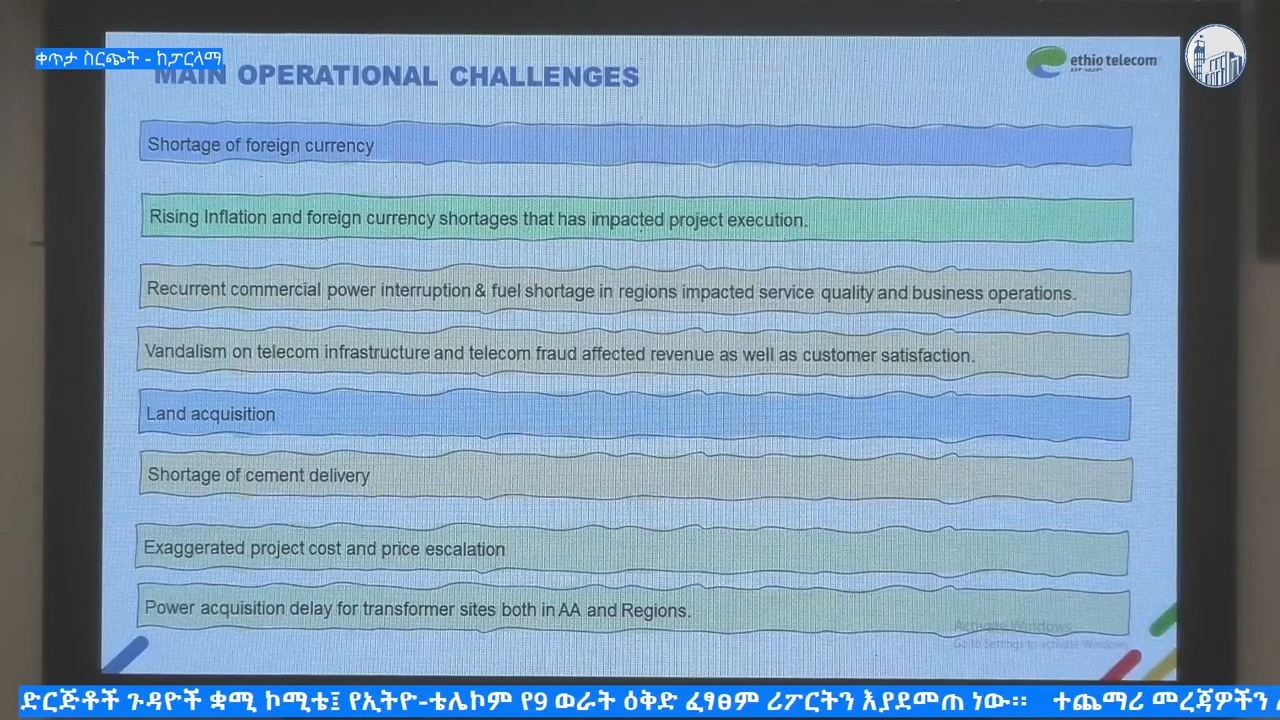 ቀጥታ ስርጭት - ከፓርላማ
MAIN OPERATIONAL CHALLENGES
ethio telecom
Shortage of foreign currency
Rising Inflation and foreign currency shortages that has impacted project execution.
Recurrent commercial power interruption & fuel shortage in regions impacted service quality and business operations.
Vandalism on telecom infrastructure and telecom fraud affected revenue as well as customer satisfaction.
Land acquisition
Shortage of cement delivery
Exaggerated project cost and price escalation
Power acquisition delay for transformer sites both in AA and Regions.
Activate Windows
Go to Settings to activate Windows.
ድርጅቶች ጉዳዮች ቋሚ ኮሚቴ፤ የኢትዮ-ቴሌኮም የ9 ወራት ዕቅድ ፈፃፀም ሪፖርትን እያደመጠ ነው። ተጨማሪ መረጃዎችን